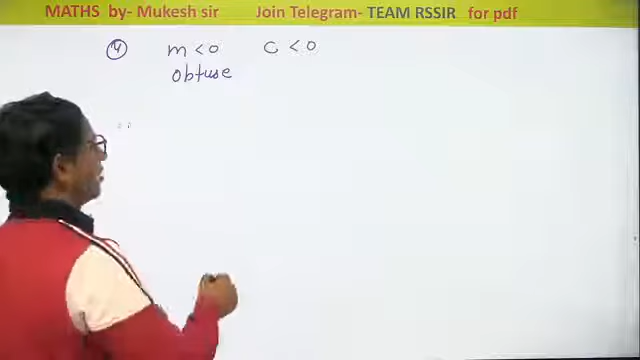 MATHS by- Mukesh sir Join Telegram- TEAM RSSIR for pdf
④ m < 0 c < 0
obtuse